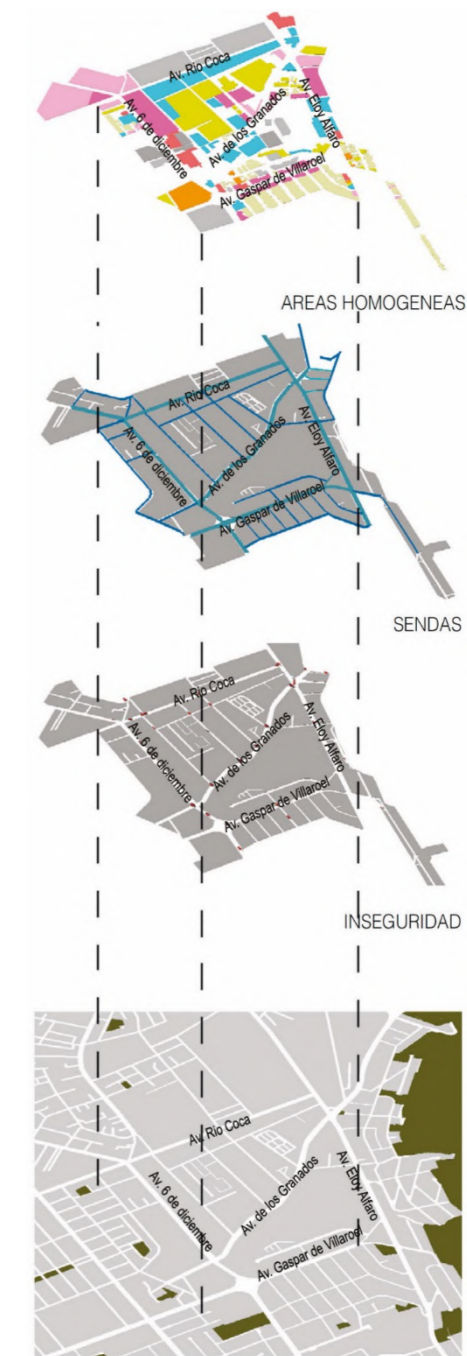 Av. Rio Coca
Av. 6 de diciembre
Av. de los Granados
Av. Eloy Alfaro
Av. Gaspar de Villaroel
AREAS HOMOGENEAS
Av. Rio Coca
Av. 6 de diciembre
Av. de los Granados
Av. Eloy Alfaro
Av. Gaspar de Villaroel
SENDAS
Av. Rio Coca
Av. 6 de diciembre
Av. de los Granados
Av. Eloy Alfaro
Av. Gaspar de Villaroel
INSEGURIDAD
Av. Rio Coca
Av. 6 de diciembre
Av. de los Granados
Av. Eloy Alfaro
Av. Gaspar de Villaroel